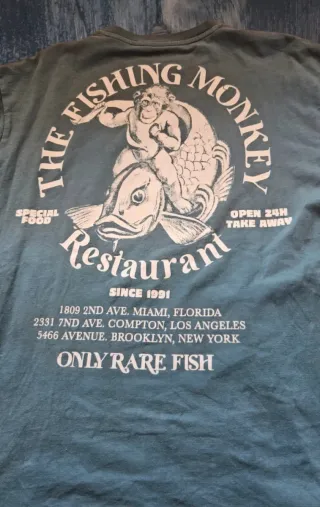 THE FISHING MONKEY
SPECIAL FOOD
OPEN 24H
TAKE AWAY
Restaurant
SINCE 1991
1809 2ND AVE. MIAMI, FLORIDA
2331 7ND AVE. COMPTON, LOS ANGELES
5466 AVENUE. BROOKLYN, NEW YORK
ONLY RARE FISH